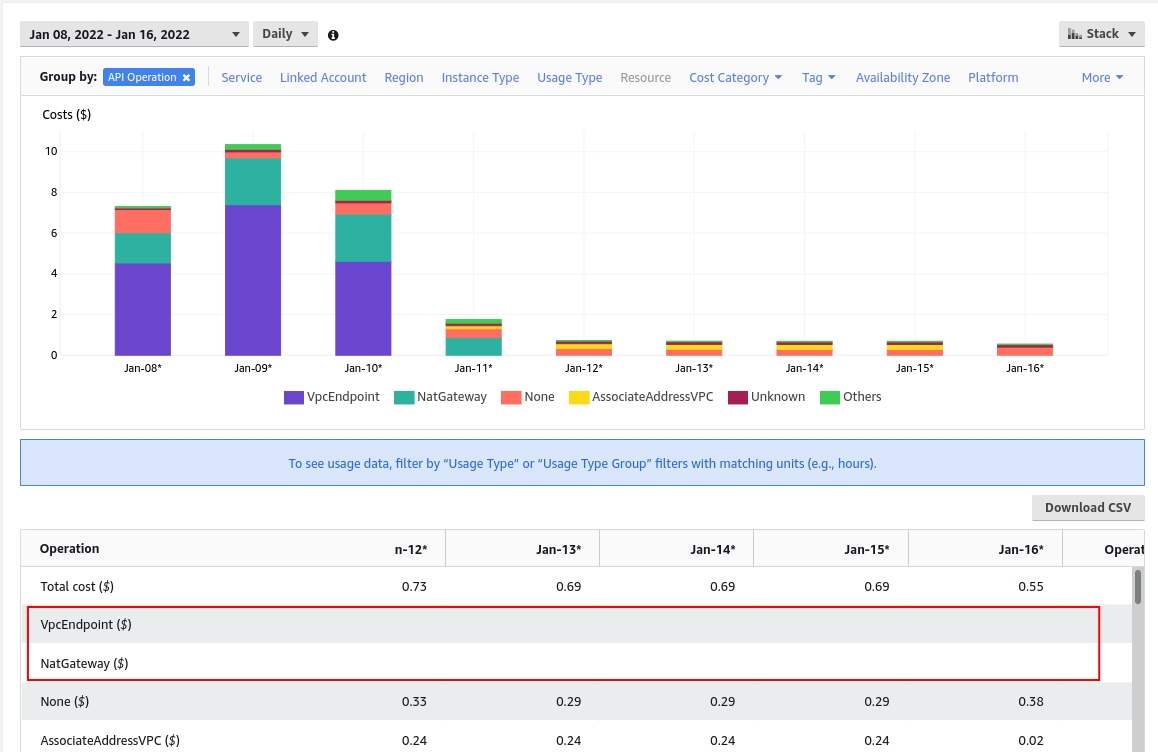 Jan 08, 2022 - Jan 16, 2022 Daily Stack
Group by: API Operation Service Linked Account Region Instance Type Usage Type Resource Cost Category Tag Availability Zone Platform More
Costs ($)
10
8
6
4
2
0
Jan-08* Jan-09* Jan-10* Jan-11* Jan-12* Jan-13* Jan-14* Jan-15* Jan-16*
VpcEndpoint NatGateway None AssociateAddressVPC Unknown Others
To see usage data, filter by “Usage Type” or “Usage Type Group” filters with matching units (e.g., hours).
Download CSV
Operation n-12* Jan-13* Jan-14* Jan-15* Jan-16* Operat
Total cost ($) 0.73 0.69 0.69 0.69 0.55
VpcEndpoint ($)
NatGateway ($)
None ($) 0.33 0.29 0.29 0.29 0.38
AssociateAddressVPC ($) 0.24 0.24 0.24 0.24 0.02